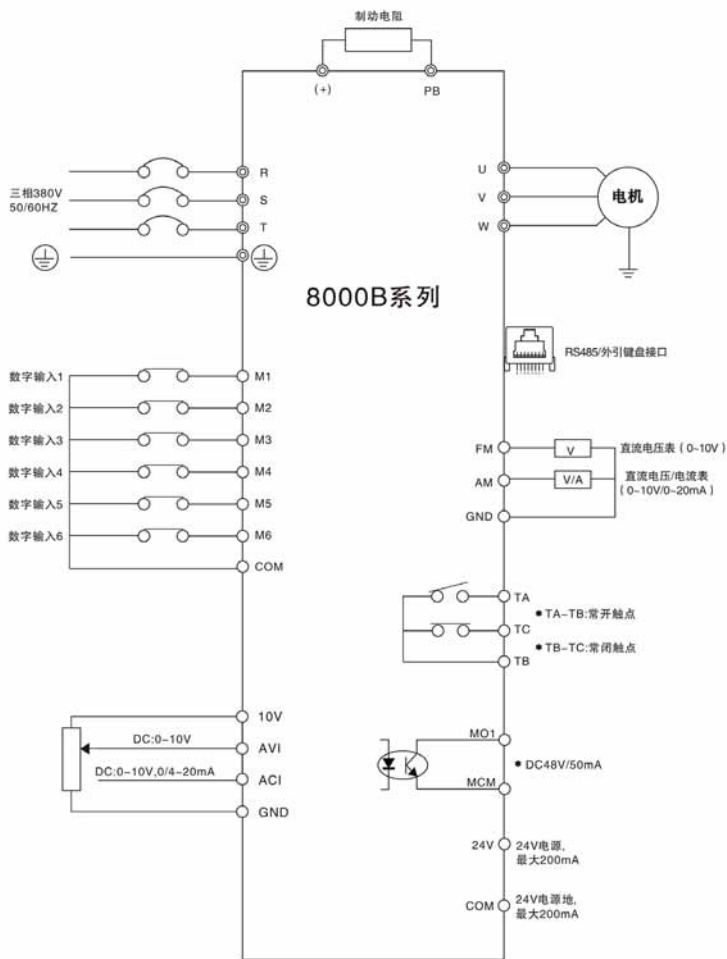 制动电阻
(+)
PB
R
三相380V
S
50/60HZ
T
U
V
W
电机
8000B系列
RS485/外引键盘接口
数字输入1
M1
数字输入2
M2
数字输入3
M3
数字输入4
M4
数字输入5
M5
数字输入6
M6
COM
FM
V
直流电压表(0~10V)
AM
V/A
直流电压/电流表
(0~10V/0~20mA)
GND
TA
* TA-TB:常开触点
TC
* TB-TC:常闭触点
TB
10V
DC:0-10V
AVI
DC:0-10V,0/4~20mA
ACI
GND
MO1
* DC48V/50mA
MCM
24V
24V电源,
最大200mA
COM
24V电源地,
最大200mA